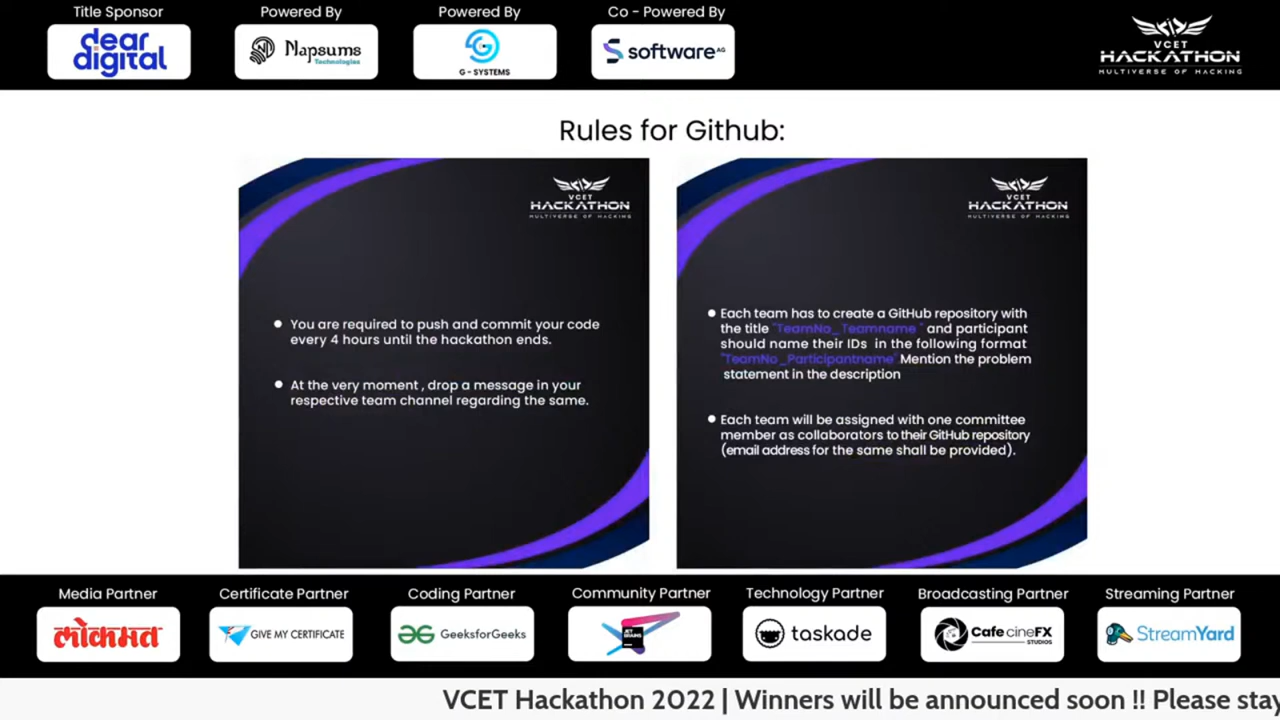 Title Sponsor
Powered By
Powered By
Co - Powered By
dear
digital
Napsums
Technologies
G - SYSTEMS
software AG
VCET
HACKATHON
MULTIVERSE OF HACKING
Rules for Github:
VCET
HACKATHON
MULTIVERSE OF HACKING
You are required to push and commit your code
every 4 hours until the hackathon ends.
At the very moment , drop a message in your
respective team channel regarding the same.
VCET
HACKATHON
MULTIVERSE OF HACKING
Each team has to create a GitHub repository with
the title "TeamNo_Teamname " and participant
should name their IDs in the following format
"TeamNo_Participantname" Mention the problem
statement in the description
Each team will be assigned with one committee
member as collaborators to their GitHub repository
(email address for the same shall be provided).
Media Partner
Certificate Partner
Coding Partner
Community Partner
Technology Partner
Broadcasting Partner
Streaming Partner
लोकमत
GIVE MY CERTIFICATE
GeeksforGeeks
JET
BRAINS
taskade
Cafe cineFX
STUDIOS
StreamYard
VCET Hackathon 2022 | Winners will be announced soon !! Please stay